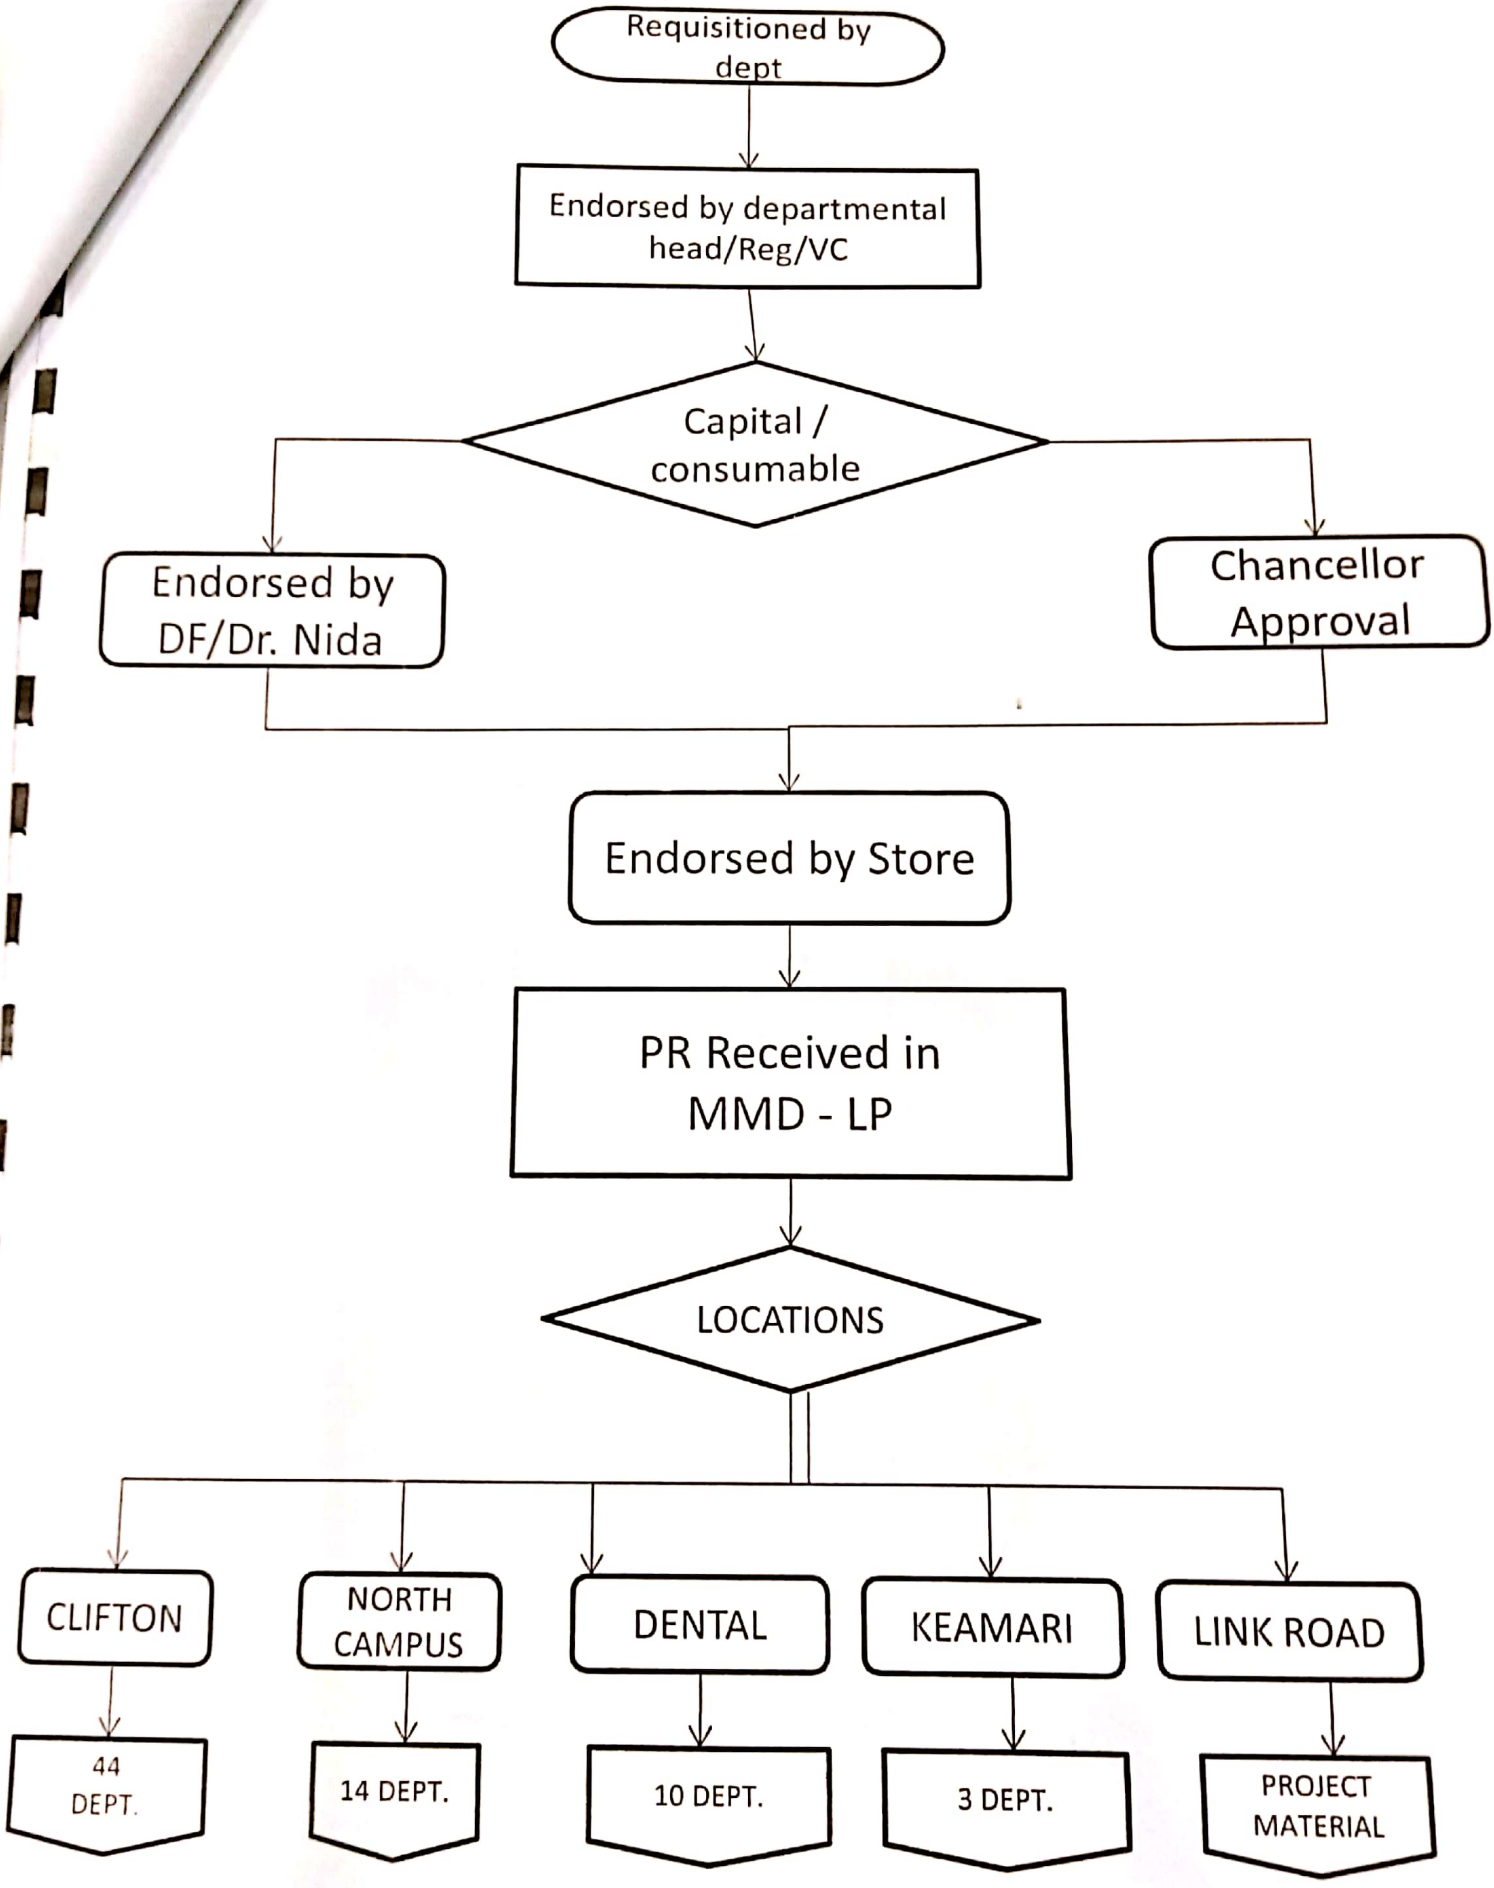 Requisitioned by
dept
Endorsed by departmental
head/Reg/VC
Capital /
consumable
Endorsed by
DF/Dr. Nida
Chancellor
Approval
Endorsed by Store
PR Received in
MMD - LP
LOCATIONS
CLIFTON
NORTH
CAMPUS
DENTAL
KEAMARI
LINK ROAD
44
DEPT.
14 DEPT.
10 DEPT.
3 DEPT.
PROJECT
MATERIAL